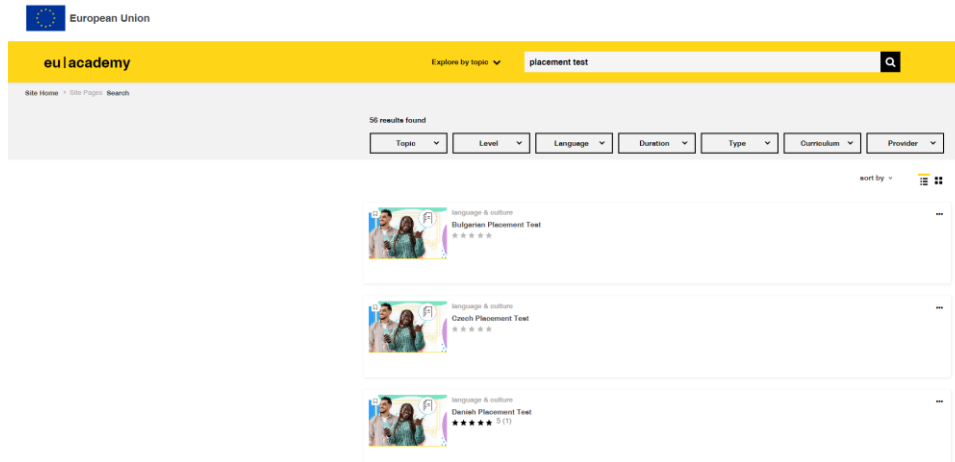 European Union
eu|academy
Explore by topic
placement test
Site Home › Site Pages Search
56 results found
Topic Level Language Duration Type Curriculum Provider
sort by
language & culture
Bulgarian Placement Test
language & culture
Czech Placement Test
language & culture
Danish Placement Test
5 (1)